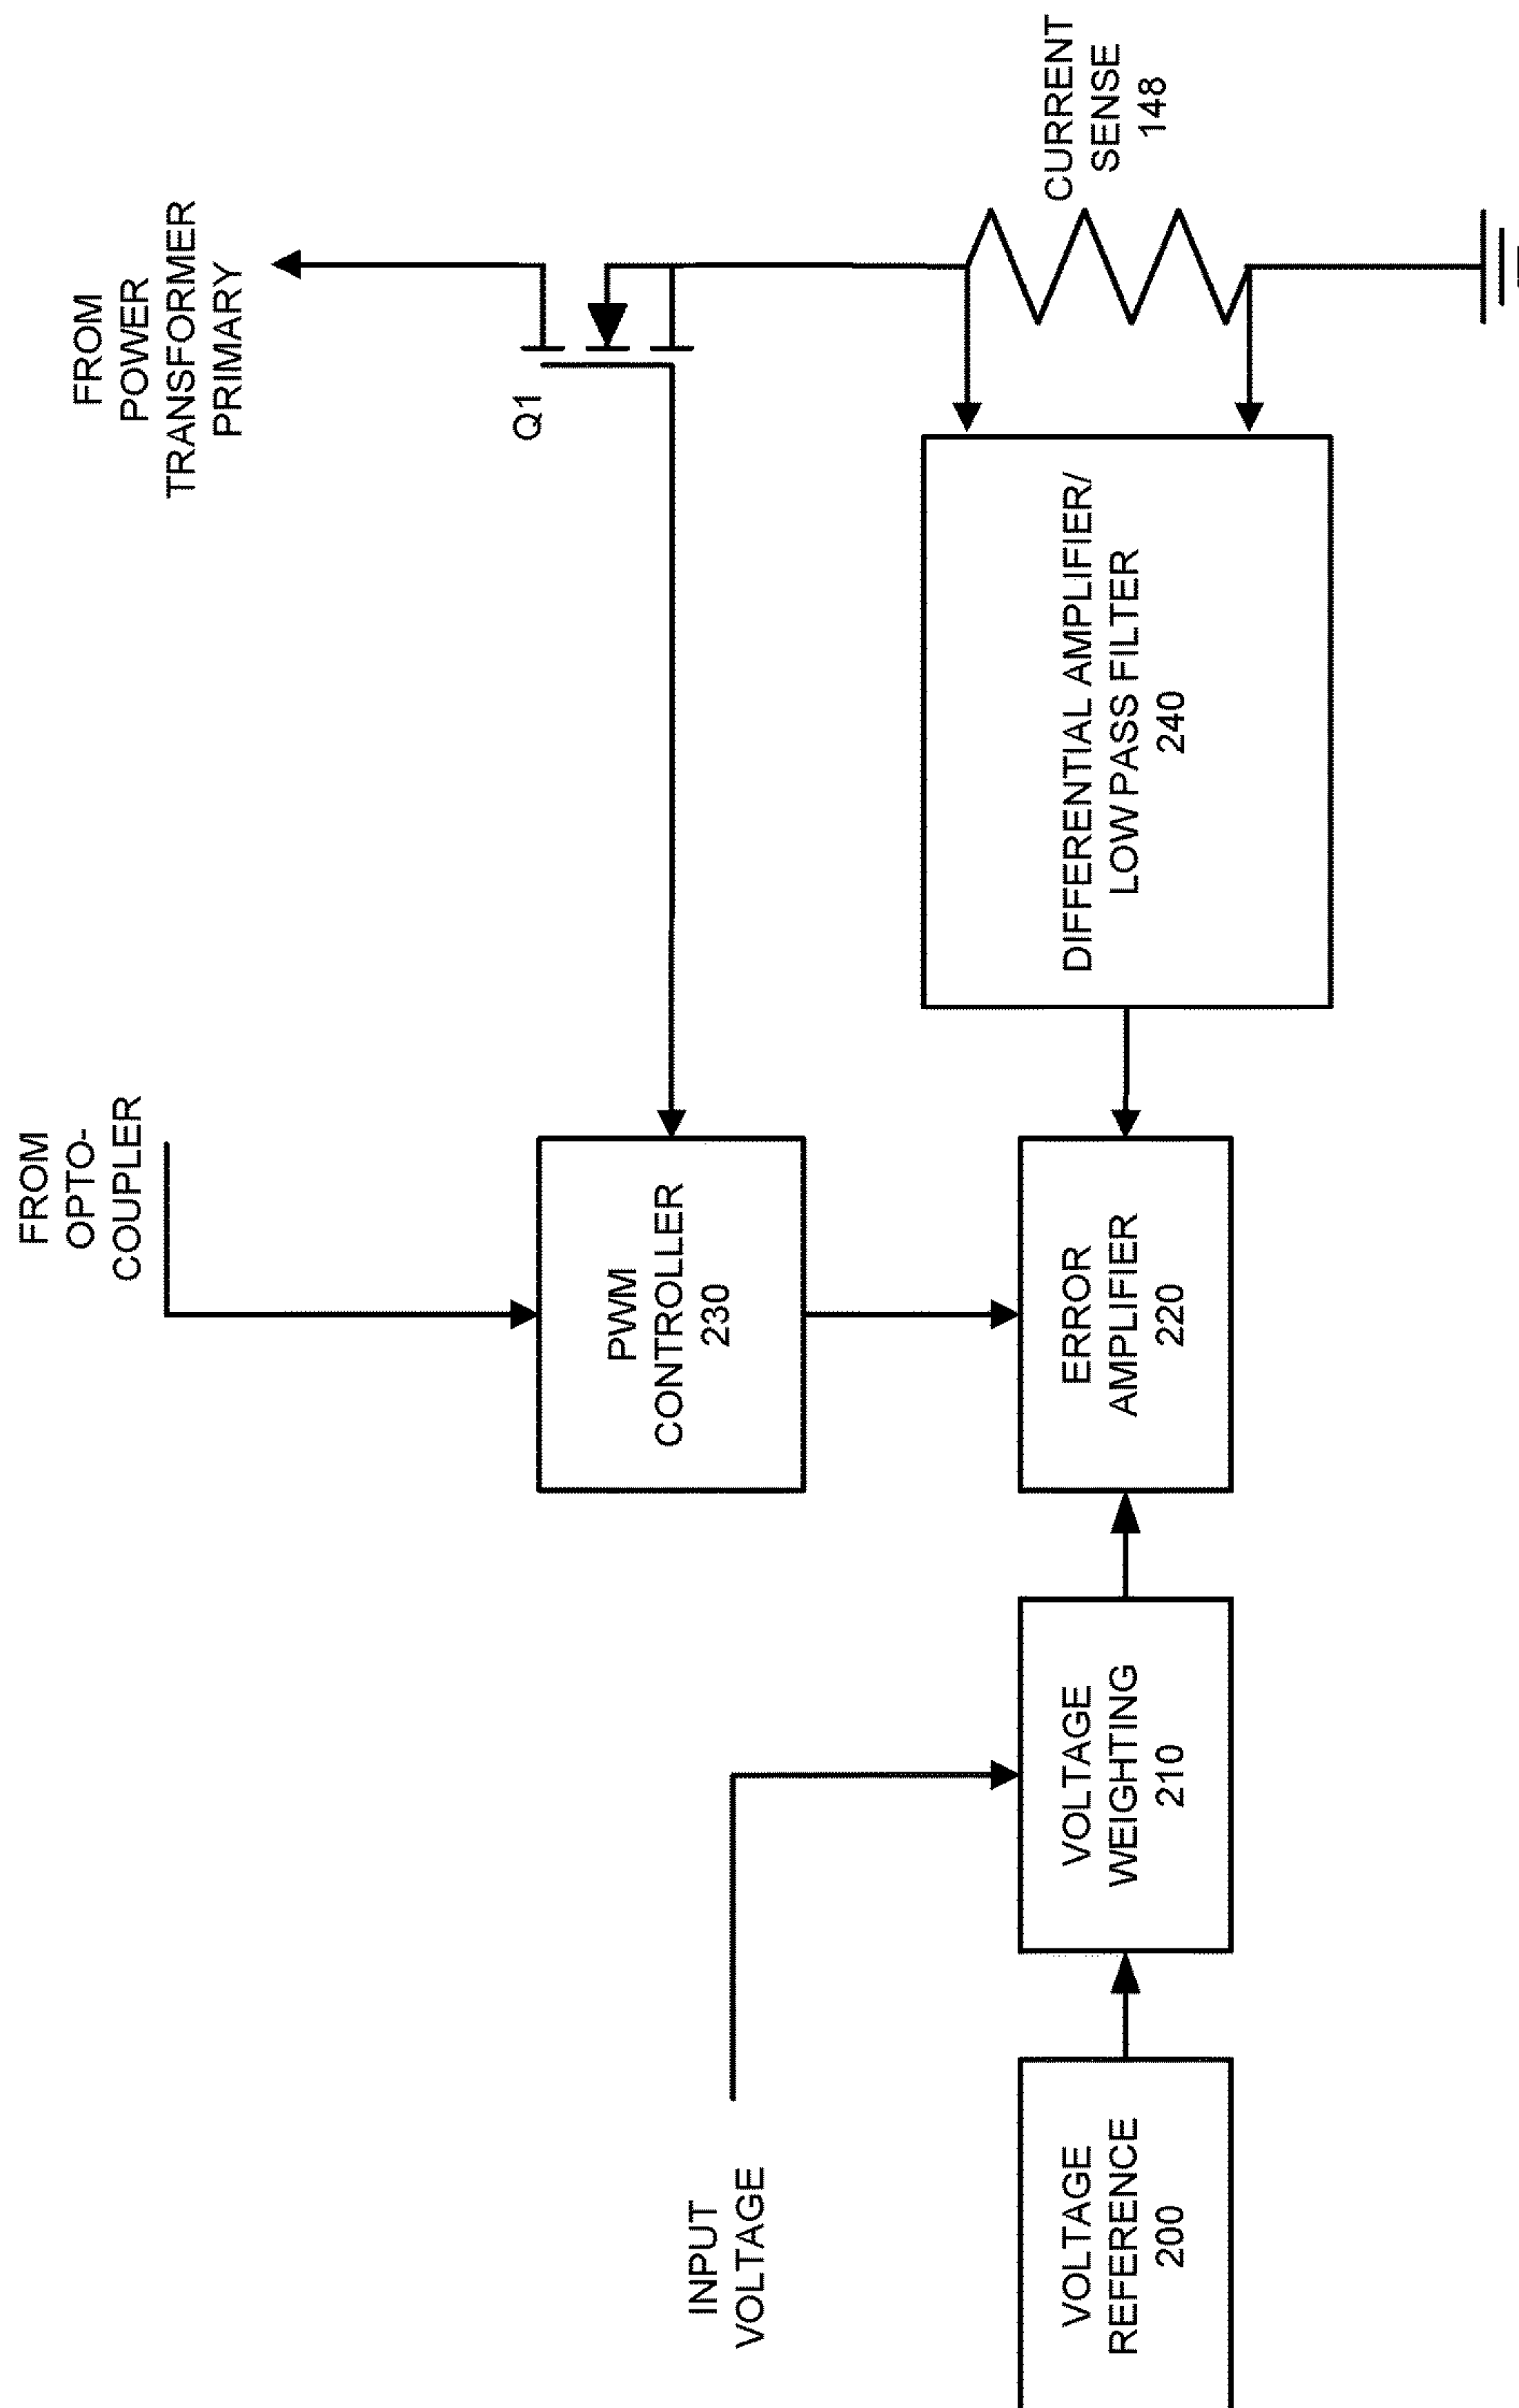 FROM
OPTO-
COUPLER
FROM
POWER
TRANSFORMER
PRIMARY
Q1
INPUT
VOLTAGE
PWM
CONTROLLER
230
CURRENT
SENSE
148
VOLTAGE
REFERENCE
200
VOLTAGE
WEIGHTING
210
ERROR
AMPLIFIER
220
DIFFERENTIAL AMPLIFIER/
LOW PASS FILTER
240